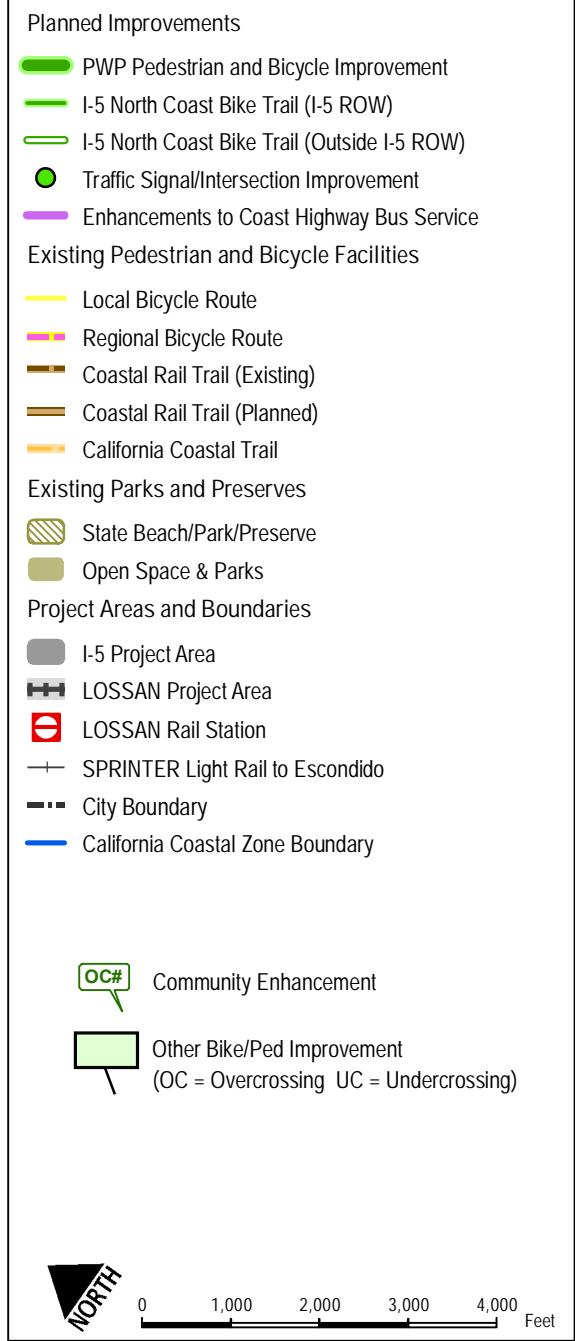 Planned Improvements
PWP Pedestrian and Bicycle Improvement
I-5 North Coast Bike Trail (I-5 ROW)
I-5 North Coast Bike Trail (Outside I-5 ROW)
Traffic Signal/Intersection Improvement
Enhancements to Coast Highway Bus Service
Existing Pedestrian and Bicycle Facilities
Local Bicycle Route
Regional Bicycle Route
Coastal Rail Trail (Existing)
Coastal Rail Trail (Planned)
California Coastal Trail
Existing Parks and Preserves
State Beach/Park/Preserve
Open Space & Parks
Project Areas and Boundaries
I-5 Project Area
LOSSAN Project Area
LOSSAN Rail Station
SPRINTER Light Rail to Escondido
City Boundary
California Coastal Zone Boundary
OC# Community Enhancement
Other Bike/Ped Improvement
(OC = Overcrossing UC = Undercrossing)
NORTH
0 1,000 2,000 3,000 4,000
Feet